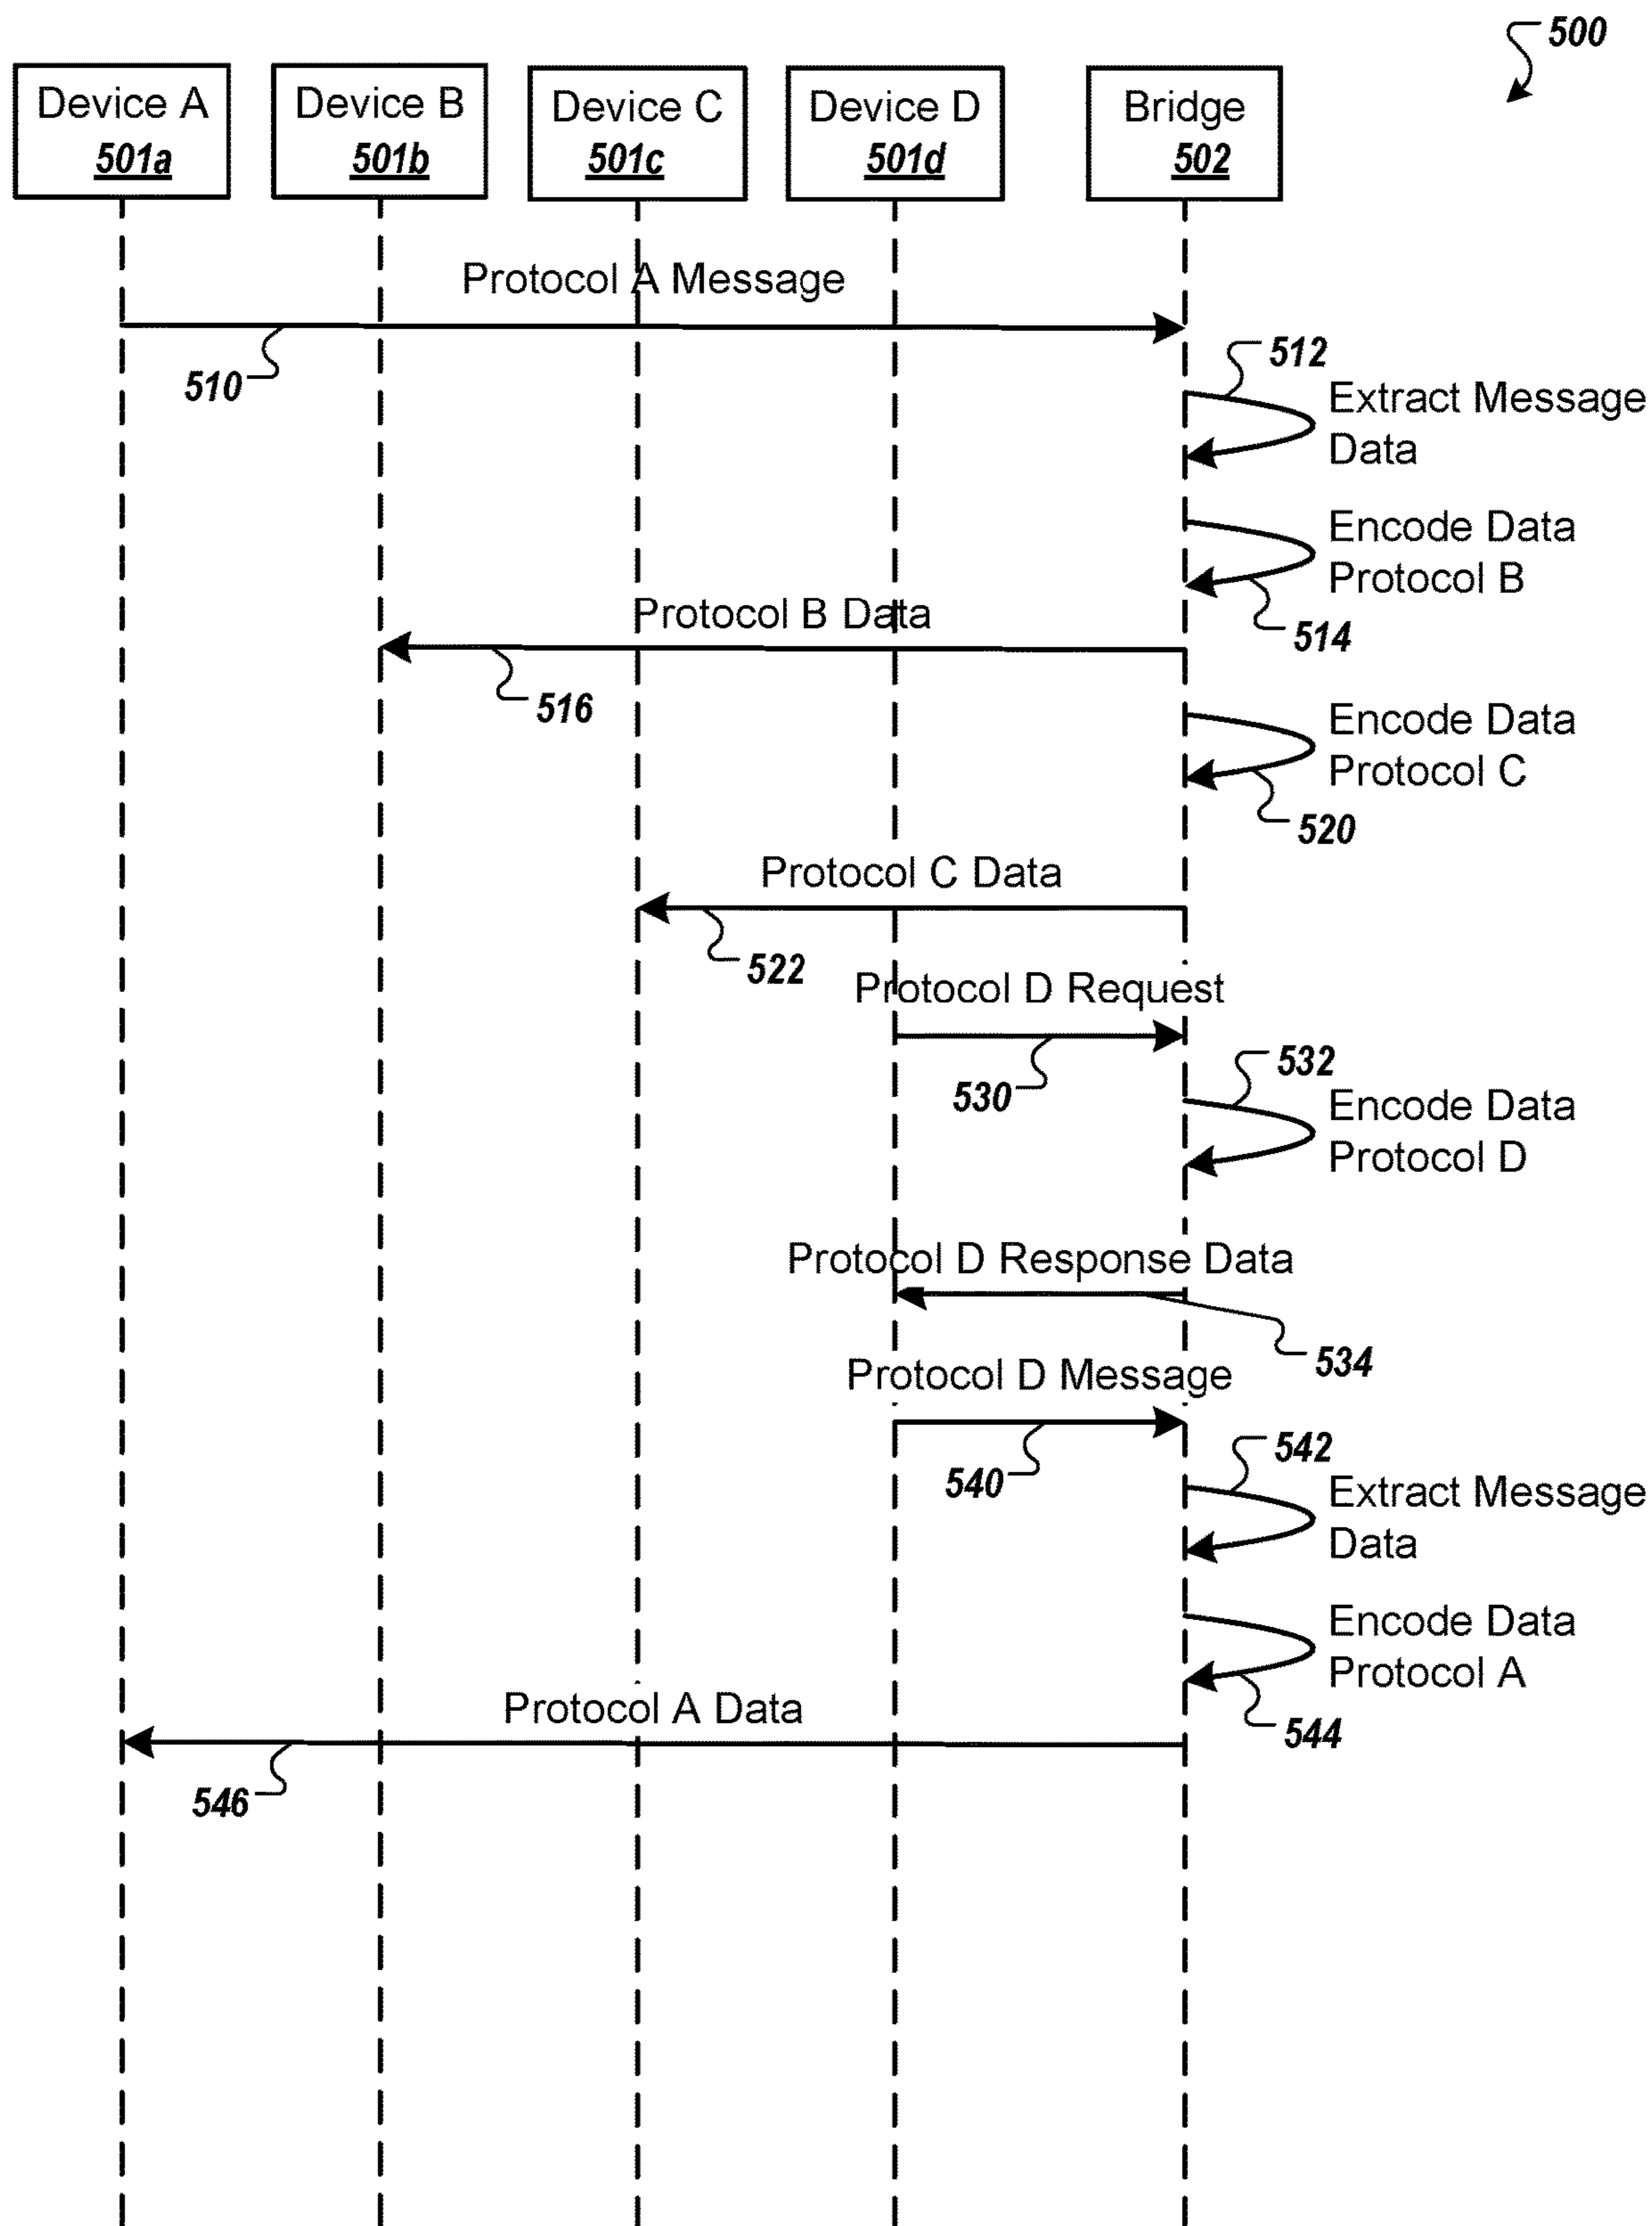 500
Device A
501a
Device B
501b
Device C
501c
Device D
501d
Bridge
502
Protocol A Message
510
512
Extract Message
Data
Encode Data
Protocol B
514
Protocol B Data
516
Encode Data
Protocol C
520
Protocol C Data
522
Protocol D Request
530
532
Encode Data
Protocol D
Protocol D Response Data
534
Protocol D Message
540
542
Extract Message
Data
Encode Data
Protocol A
544
Protocol A Data
546